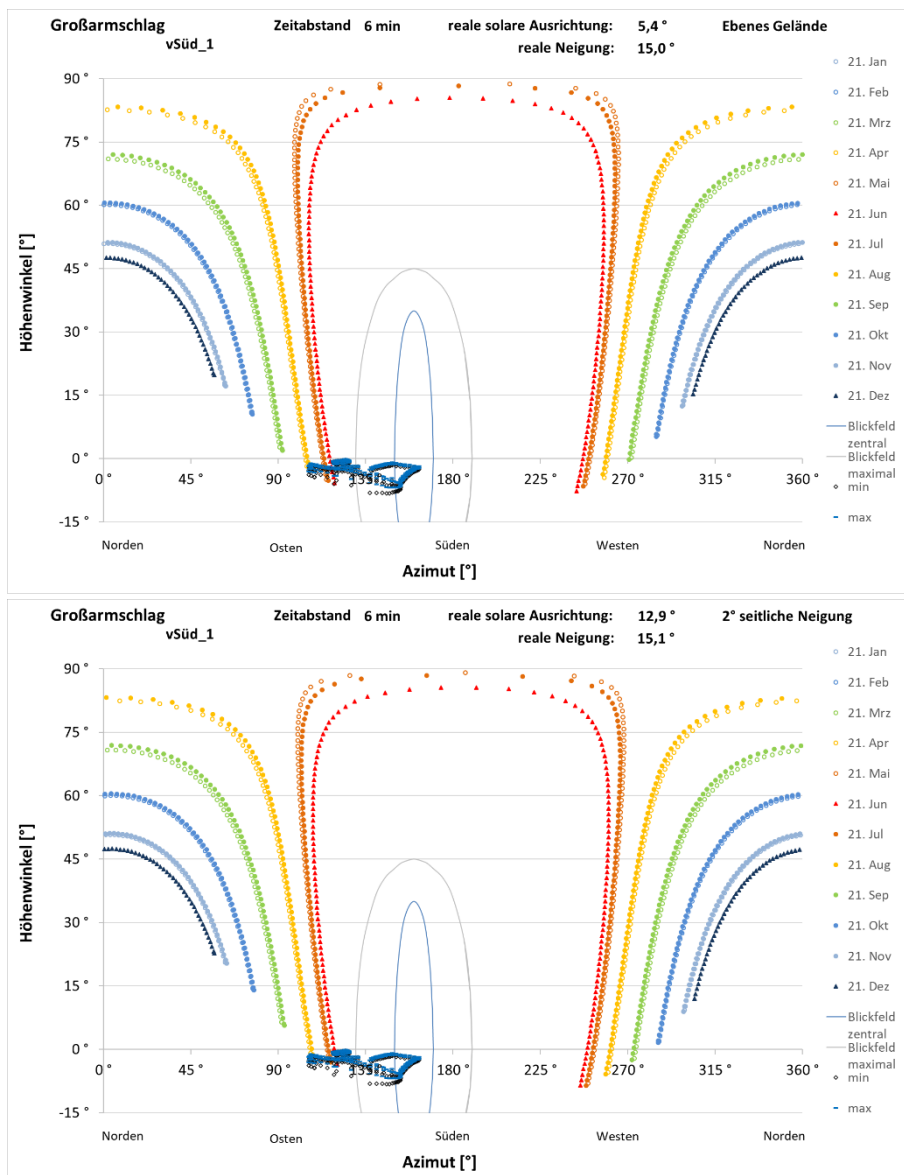 Großarmschlag Zeitabstand 6 min reale solare Ausrichtung: 5,4 ° Ebenes Gelände
vSüd_1 reale Neigung: 15,0 °
90 °
75 °
60 °
45 °
30 °
15 °
0 °
-15 °
Höhenwinkel [°]
0 ° 45 ° 90 ° 135 ° 180 ° 225 ° 270 ° 315 ° 360 °
Norden Osten Süden Westen Norden
Azimut [°]
21. Jan
21. Feb
21. Mrz
21. Apr
21. Mai
21. Jun
21. Jul
21. Aug
21. Sep
21. Okt
21. Nov
21. Dez
Blickfeld
zentral
Blickfeld
maximal
min
max
Großarmschlag Zeitabstand 6 min reale solare Ausrichtung: 12,9 ° 2° seitliche Neigung
vSüd_1 reale Neigung: 15,1 °
90 °
75 °
60 °
45 °
30 °
15 °
0 °
-15 °
Höhenwinkel [°]
0 ° 45 ° 90 ° 135 ° 180 ° 225 ° 270 ° 315 ° 360 °
Norden Osten Süden Westen Norden
Azimut [°]
21. Jan
21. Feb
21. Mrz
21. Apr
21. Mai
21. Jun
21. Jul
21. Aug
21. Sep
21. Okt
21. Nov
21. Dez
Blickfeld
zentral
Blickfeld
maximal
min
max